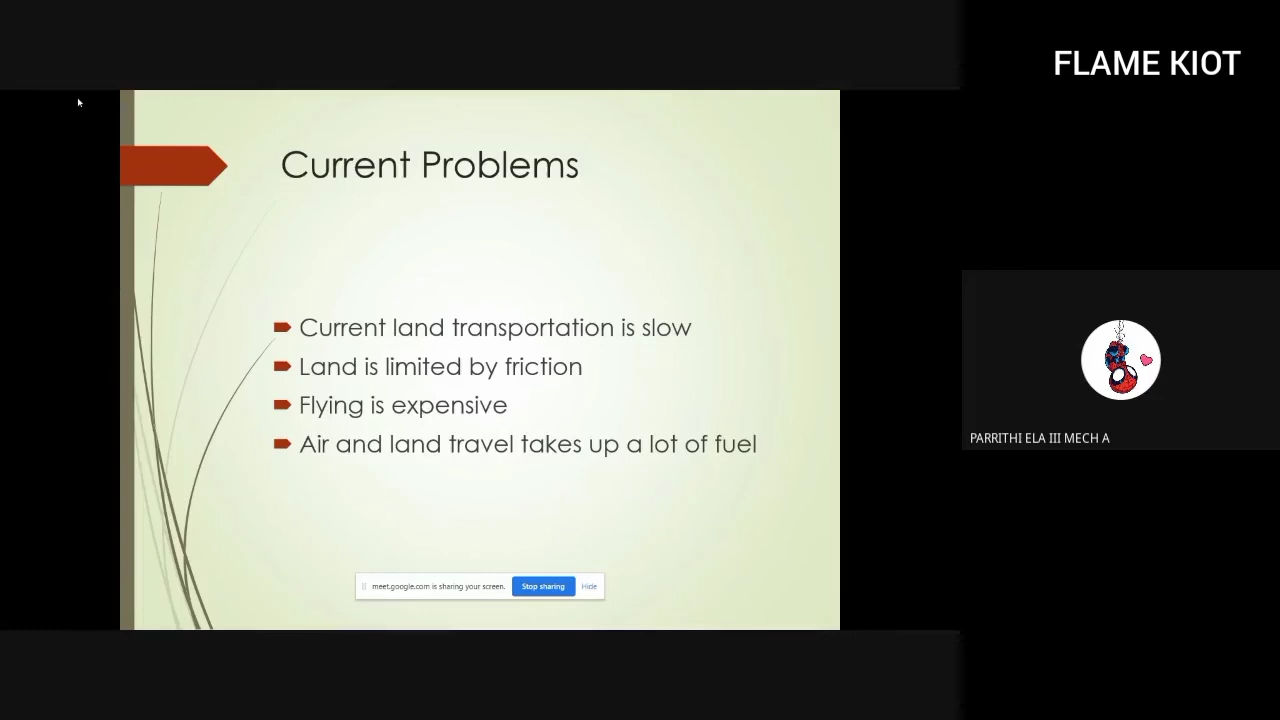 FLAME KIOT
Current Problems
Current land transportation is slow
Land is limited by friction
Flying is expensive
Air and land travel takes up a lot of fuel
meet.google.com is sharing your screen. Stop sharing Hide
PARRITHI ELA III MECH A